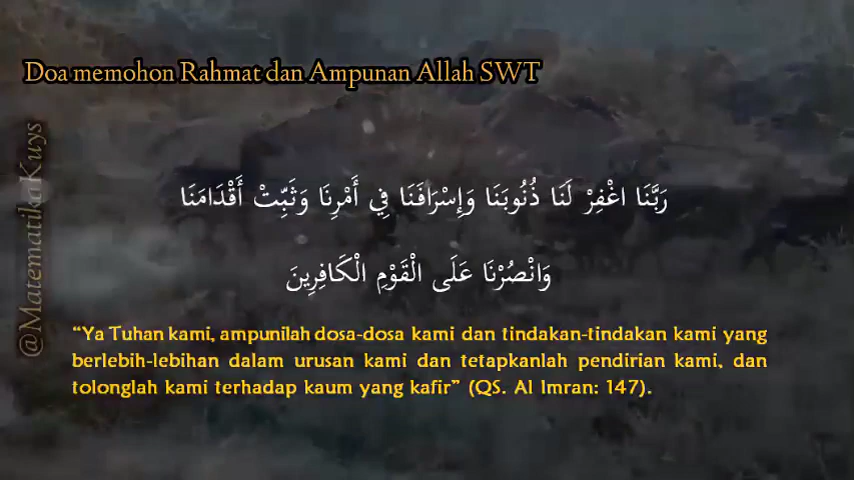 Doa memohon Rahmat dan Ampunan Allah SWT
@MatematikaKuys
رَبَّنَا اغْفِرْ لَنَا ذُنُوبَنَا وَإِسْرَافَنَا فِي أَمْرِنَا وَثَبِّتْ أَقْدَامَنَا
وَانْصُرْنَا عَلَى الْقَوْمِ الْكَافِرِينَ
“Ya Tuhan kami, ampunilah dosa-dosa kami dan tindakan-tindakan kami yang
berlebih-lebihan dalam urusan kami dan tetapkanlah pendirian kami, dan
tolonglah kami terhadap kaum yang kafir” (QS. Al Imran: 147).